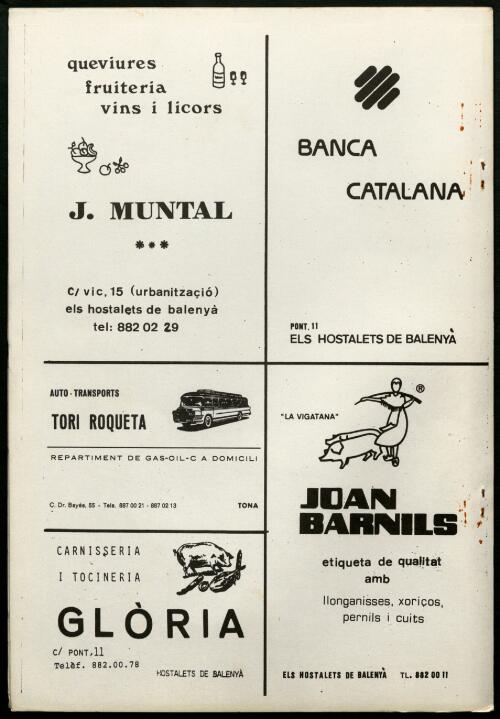 queviures
fruiteria
vins i licors
J. MUNTAL
***
C/ vic, 15 (urbanització)
els hostalets de balenyà
tel: 882 02 29
BANCA
CATALANA
PONT, 11
ELS HOSTALETS DE BALENYÀ
AUTO-TRANSPORTS
TORI ROQUETA
REPARTIMENT DE GAS-OIL-C A DOMICILI
C. Dr. Bayés, 55 - Tels. 887 00 21 - 887 02 13 TONA
CARNISSERIA
I TOCINERIA
GLÒRIA
C/ PONT,11
Telèf. 882.00.78
HOSTALETS DE BALENYÀ
®
"LA VIGATANA"
JOAN
BARNILS
etiqueta de qualitat
amb
llonganisses, xoriços,
pernils i cuits
ELS HOSTALETS DE BALENYÀ TL. 882 00 11